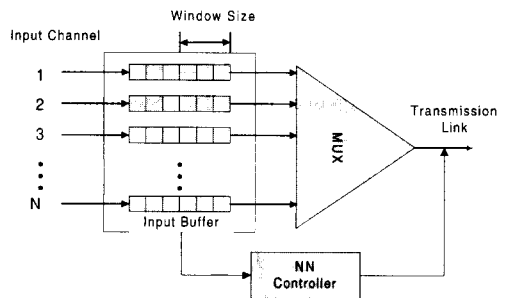 Window Size
Input Channel
1
2
3
N
Input Buffer
MUX
Transmission
Link
NN
Controller